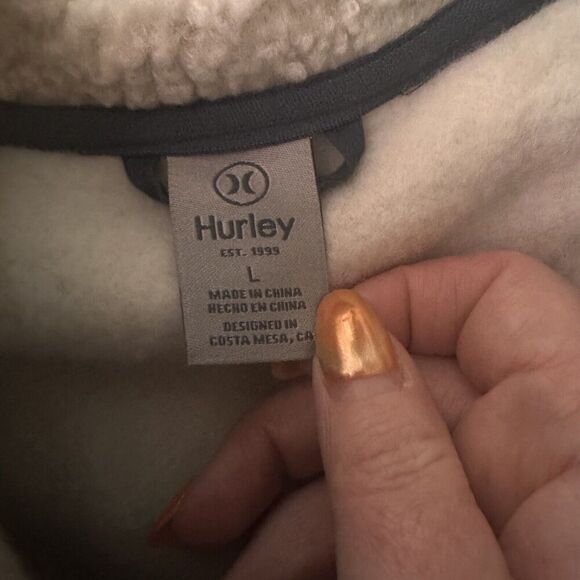 Hurley
EST. 1999
L
MADE IN CHINA
HECHO EN CHINA
DESIGNED IN
COSTA MESA, CA